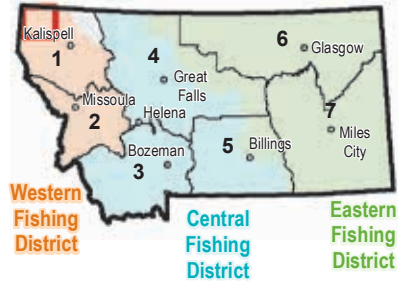 Kalispell
1
4
6
Glasgow
Great
Falls
Missoula
2
Helena
7
Miles
City
Bozeman
3
5
Billings
Western
Fishing
District
Central
Fishing
District
Eastern
Fishing
District